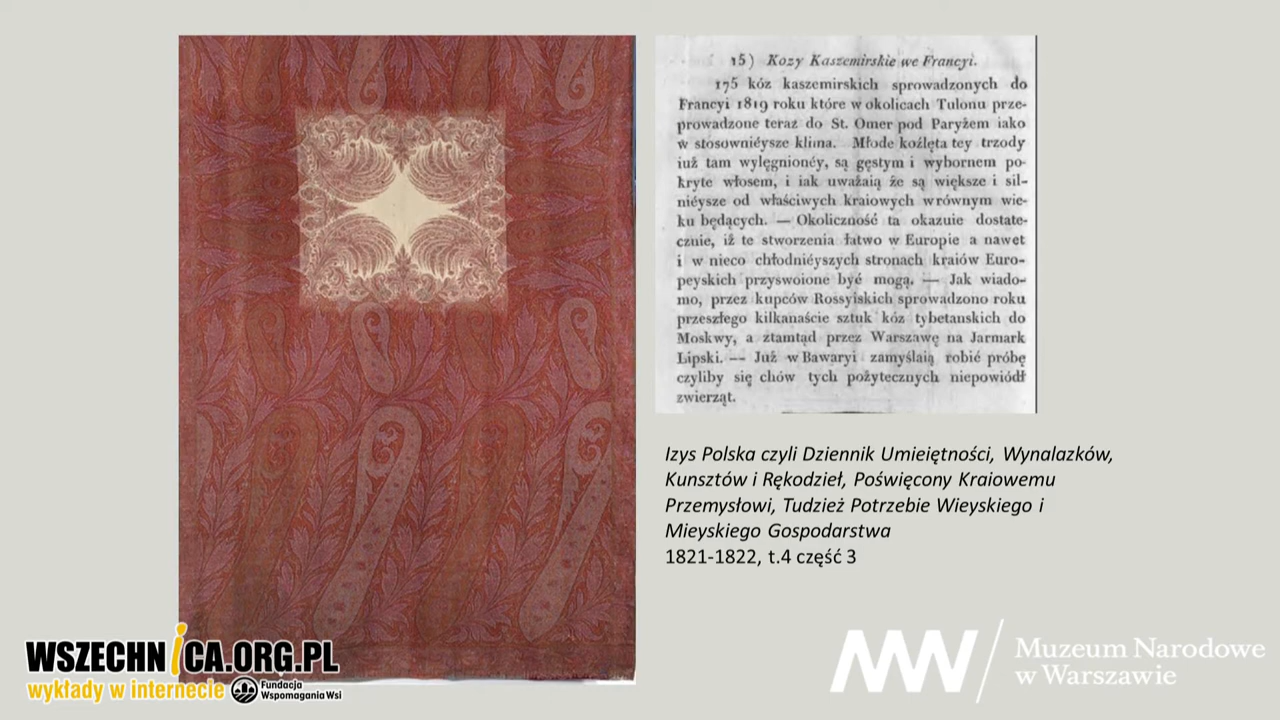 15) Kozy Kaszemirskie we Francyi.
175 kóz kaszemirskich sprowadzonych do
Francyi 1819 roku które w okolicach Tulonu prze-
prowadzone teraz do St. Omer pod Paryżem iako
w stosowniéysze klima. Młode koźlęta tey trzody
iuż tam wylęgnionéy, są gęstym i wybornem po-
kryte włosem, i iak uważaią że są większe i sil-
niéysze od właściwych kraiowych w równym wie-
ku będących. — Okoliczność ta okazuie dostate-
cznie, iż te stworzenia łatwo w Europie a nawet
i w nieco chłodniéyszych stronach kraiów Euro-
peyskich przyswoione być mogą. — Jak wiado-
mo, przez kupców Rossyiskich sprowadzono roku
przeszłego kilkanaście sztuk kóz tybetanskich do
Moskwy, a ztamtąd przez Warszawę na Jarmark
Lipski. — Już w Bawaryi zamyślaią robić próbę
czyliby się chów tych pożytecznych niepowiódł
zwierząt.
Izys Polska czyli Dziennik Umieiętności, Wynalazków,
Kunsztów i Rękodzieł, Poświęcony Kraiowemu
Przemysłowi, Tudzież Potrzebie Wieyskiego i
Mieyskiego Gospodarstwa
1821-1822, t.4 część 3
WSZECHNICA.ORG.PL
wykłady w internecie
Fundacja
Wspomagania Wsi
MNW
Muzeum Narodowe
w Warszawie